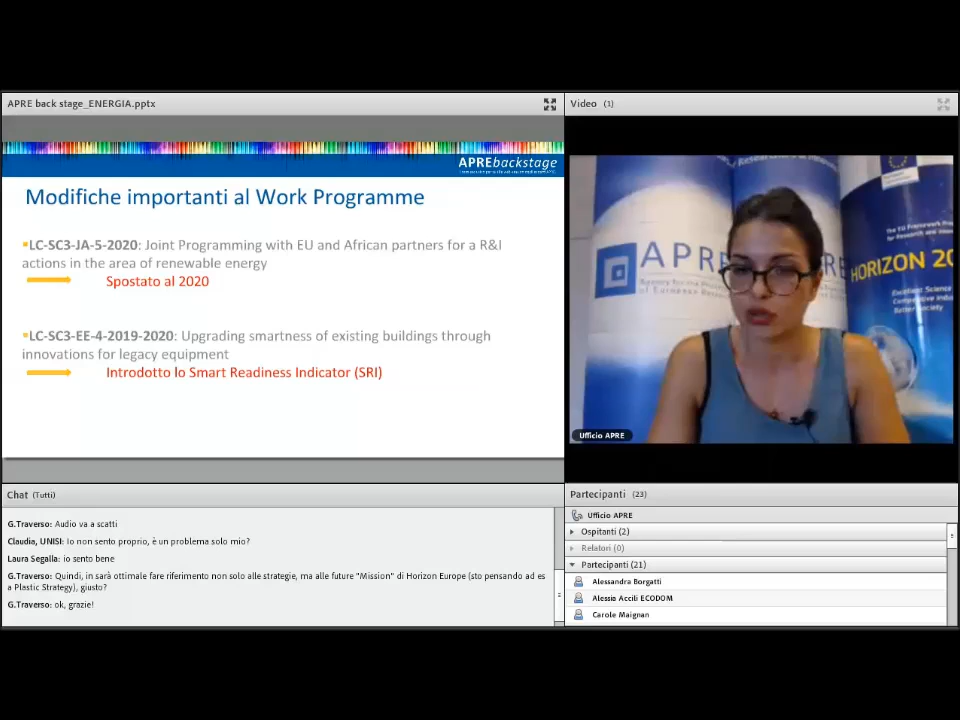 APRE back stage_ENERGIA.pptx
APREbackstage
Modifiche importanti al Work Programme
LC-SC3-JA-5-2020: Joint Programming with EU and African partners for a R&I
actions in the area of renewable energy
Spostato al 2020
LC-SC3-EE-4-2019-2020: Upgrading smartness of existing buildings through
innovations for legacy equipment
Introdotto lo Smart Readiness Indicator (SRI)
Video (1)
APRE
HORIZON 20
Excellent Science
Ufficio APRE
Chat (Tutti)
G.Traverso: Audio va a scatti
Claudia, UNISI: Io non sento proprio, è un problema solo mio?
Laura Segalla: io sento bene
G.Traverso: Quindi, in sarà ottimale fare riferimento non solo alle strategie, ma alle future "Mission" di Horizon Europe (sto pensando ad es
a Plastic Strategy), giusto?
G.Traverso: ok, grazie!
Partecipanti (23)
Ufficio APRE
Ospitanti (2)
Relatori (0)
Partecipanti (21)
Alessandra Borgatti
Alessia Accili ECODOM
Carole Maignan